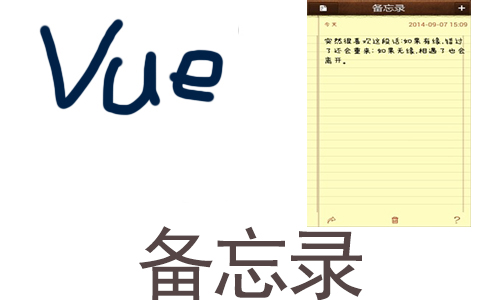 Vue
备忘录
今天 2014-09-07 15:09
突然很喜欢这段话:如果有缘,错过
了还会重来;如果无缘,相遇了也会
离开。
备忘录